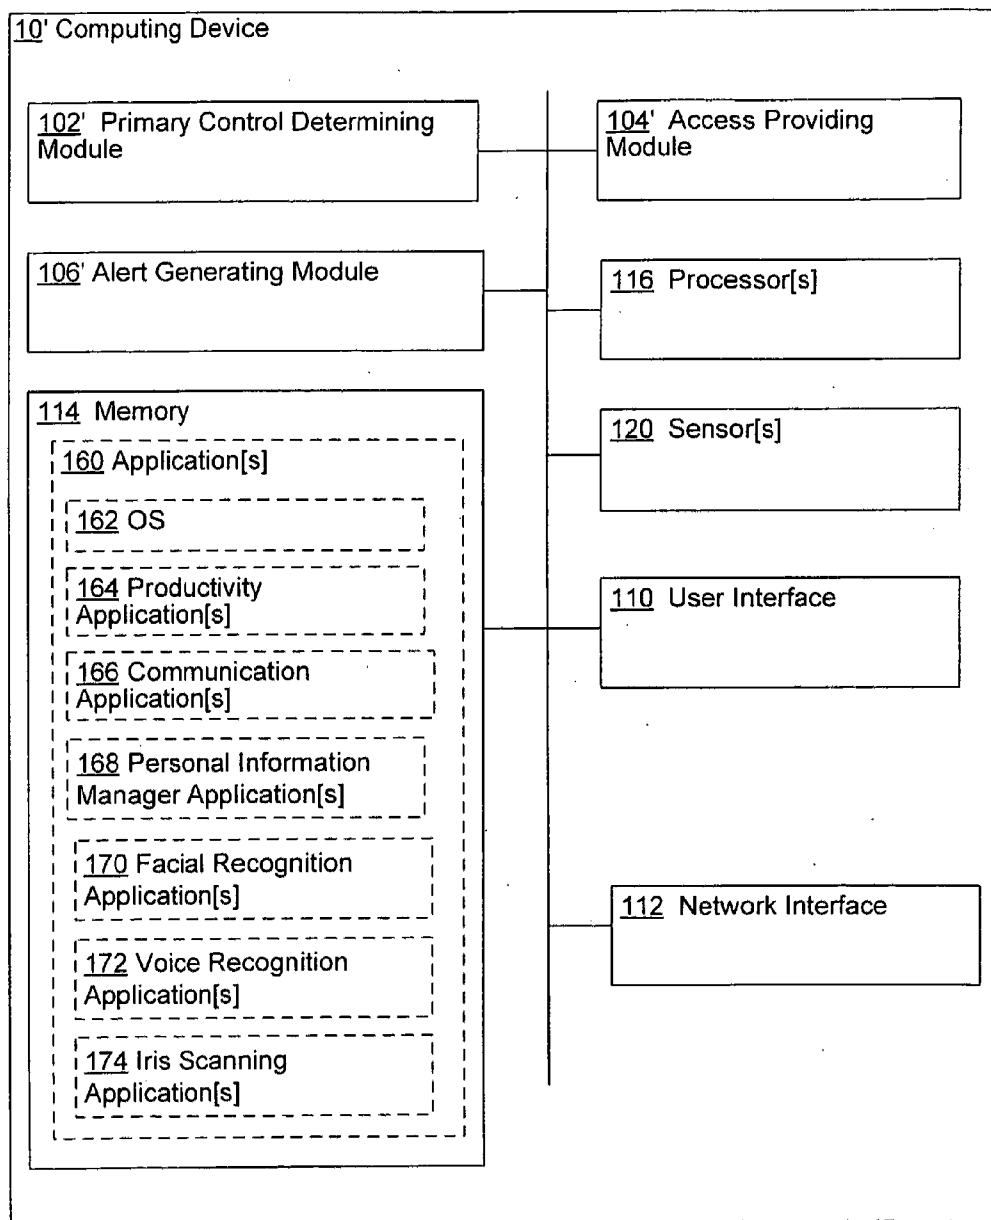 10' Computing Device
102' Primary Control Determining
Module
104' Access Providing
Module
106' Alert Generating Module
116 Processor[s]
114 Memory
160 Application[s]
162 OS
164 Productivity
Application[s]
166 Communication
Application[s]
168 Personal Information
Manager Application[s]
170 Facial Recognition
Application[s]
172 Voice Recognition
Application[s]
174 Iris Scanning
Application[s]
120 Sensor[s]
110 User Interface
112 Network Interface